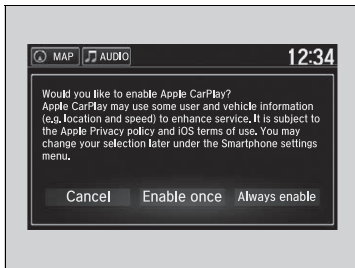 MAP AUDIO 12:34
Would you like to enable Apple CarPlay?
Apple CarPlay may use some user and vehicle information
(e.g. location and speed) to enhance service. It is subject to
the Apple Privacy policy and iOS terms of use. You may
change your selection later under the Smartphone settings
menu.
Cancel Enable once Always enable